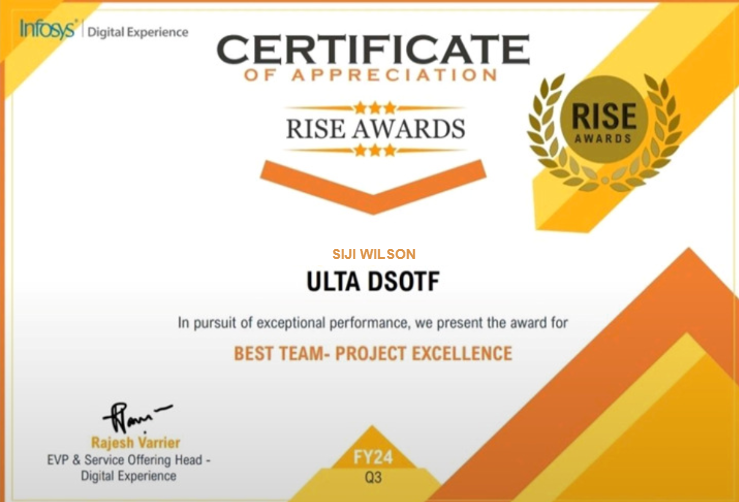 Infosys | Digital Experience
CERTIFICATE
OF APPRECIATION
RISE AWARDS
RISE
AWARDS
SIJI WILSON
ULTA DSOTF
In pursuit of exceptional performance, we present the award for
BEST TEAM- PROJECT EXCELLENCE
Rajesh Varrier
EVP & Service Offering Head -
Digital Experience
FY24
Q3